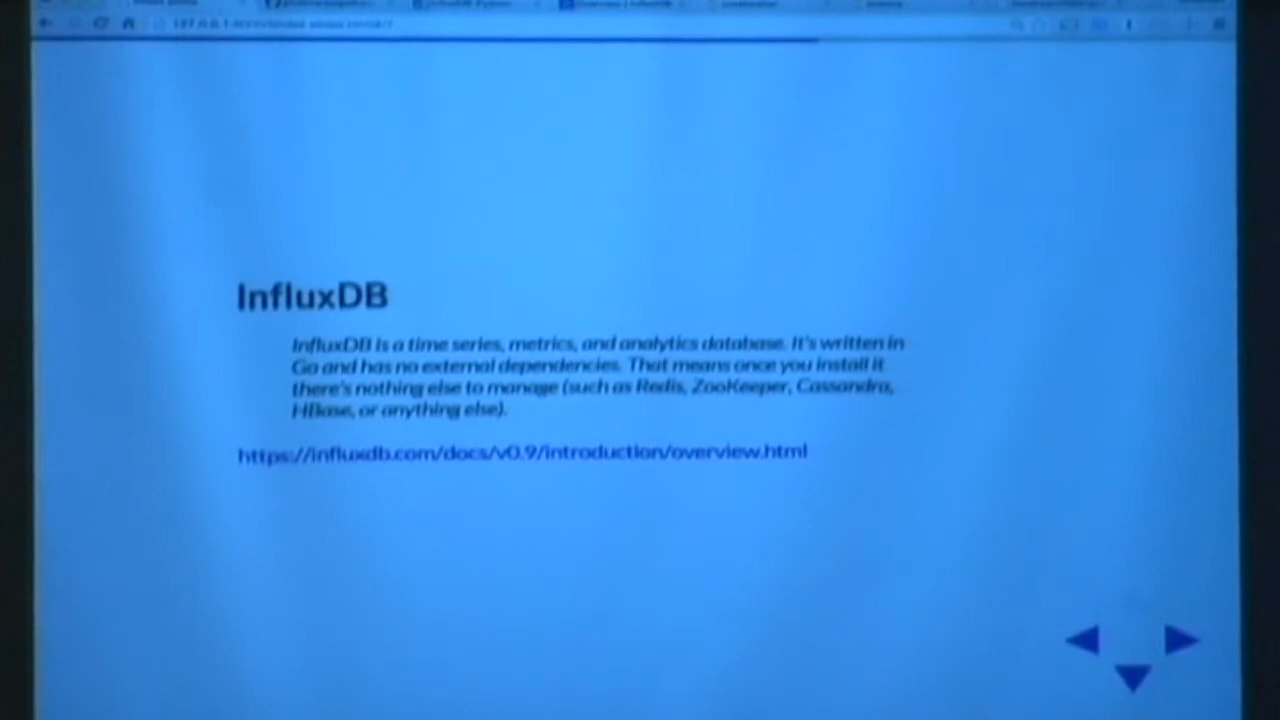 InfluxDB
InfluxDB is a time series, metrics, and analytics database. It's written in
Go and has no external dependencies. That means once you install it
there's nothing else to manage (such as Redis, ZooKeeper, Cassandra,
HBase, or anything else).
https://influxdb.com/docs/v0.9/introduction/overview.html